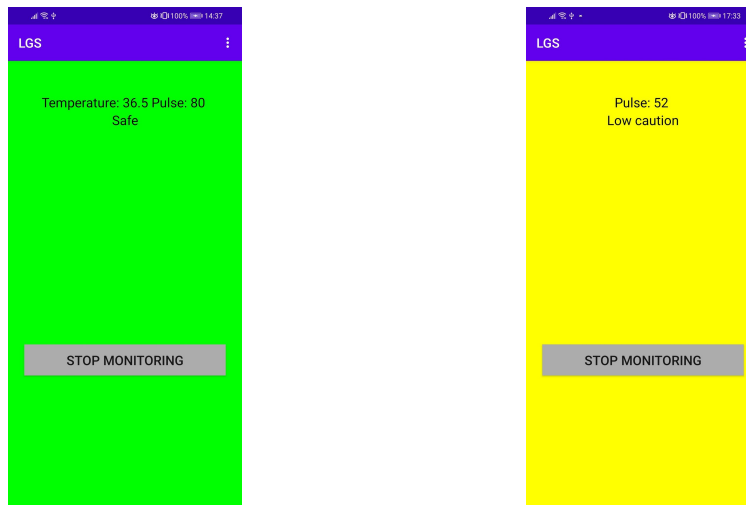 100% 14:37
LGS
Temperature: 36.5 Pulse: 80
Safe
STOP MONITORING
100% 17:33
LGS
Pulse: 52
Low caution
STOP MONITORING